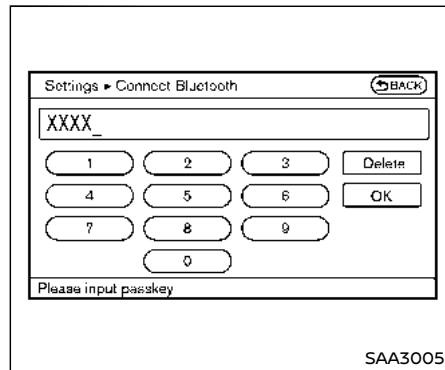 Settings ▸ Connect Bluetooth BACK
XXXX_
1 2 3 Delete
4 5 6 OK
7 8 9
0
Please input passkey
SAA3005